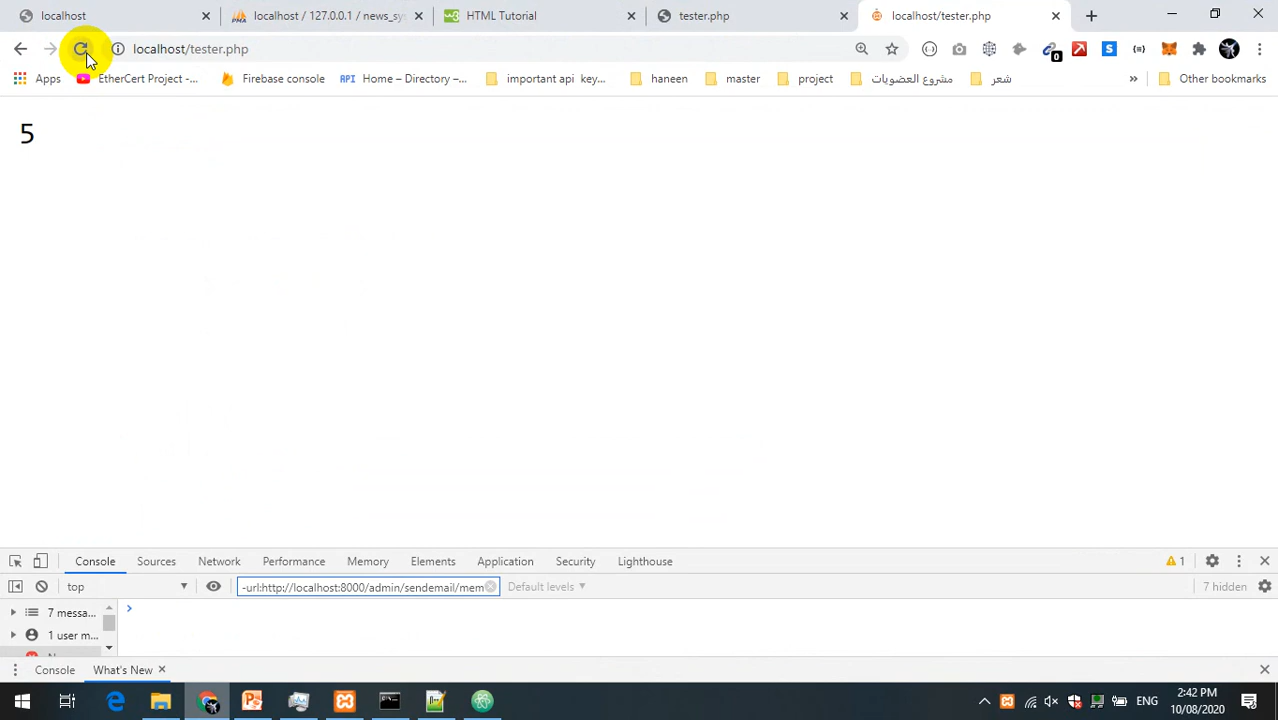 localhost
localhost / 127.0.0.1 / news_sy
HTML Tutorial
tester.php
localhost/tester.php
localhost/tester.php
0
S
Apps
EtherCert Project -...
Firebase console
API Home – Directory –...
important api key...
haneen
master
project
مشروع العضويات
شعر
»
Other bookmarks
5
Console
Sources
Network
Performance
Memory
Elements
Application
Security
Lighthouse
1
top
-url:http://localhost:8000/admin/sendemail/mem
Default levels
7 hidden
7 messa...
1 user m...
Console
What's New
ENG
2:42 PM
10/08/2020